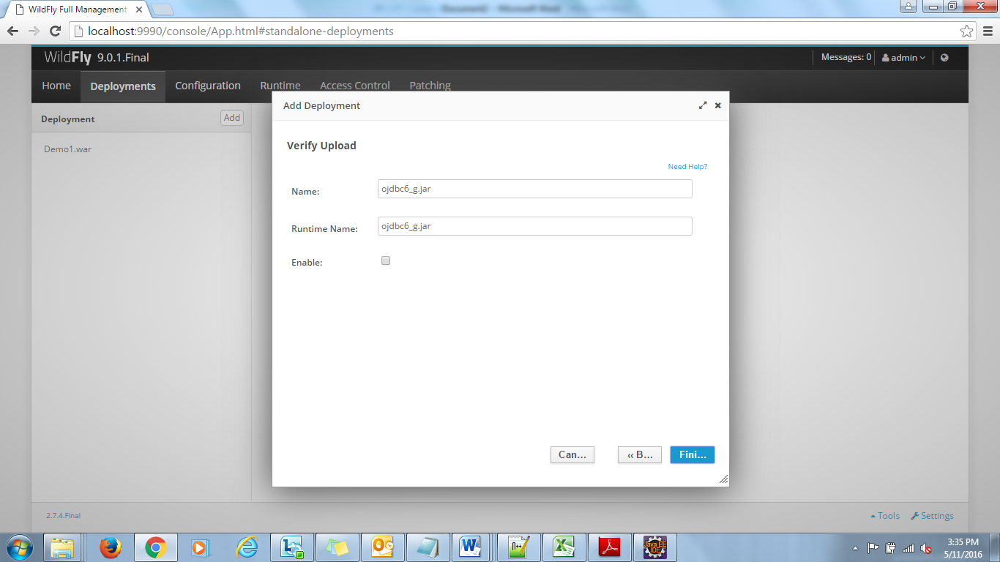 WildFly Full Management
localhost:9990/console/App.html#standalone-deployments
WildFly 9.0.1.Final
Messages: 0
admin
Home Deployments Configuration Runtime Access Control Patching
Deployment Add
Demo1.war
Add Deployment
Verify Upload
Need Help?
Name: ojdbc6_g.jar
Runtime Name: ojdbc6_g.jar
Enable:
Can... ‹‹ B... Fini...
2.7.4.Final
Tools Settings
3:35 PM
5/11/2016